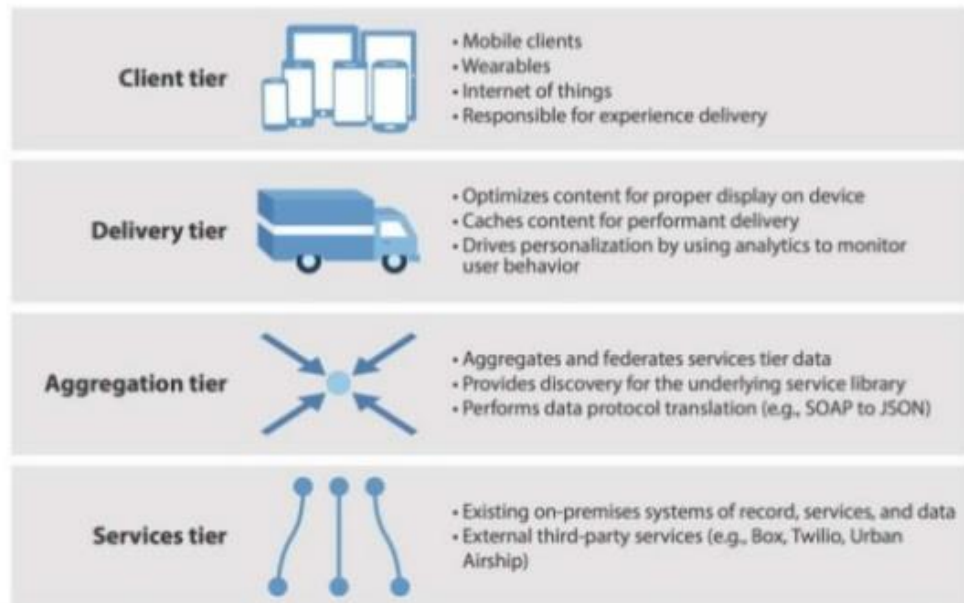 Client tier
• Mobile clients
• Wearables
• Internet of things
• Responsible for experience delivery
Delivery tier
• Optimizes content for proper display on device
• Caches content for performant delivery
• Drives personalization by using analytics to monitor
user behavior
Aggregation tier
• Aggregates and federates services tier data
• Provides discovery for the underlying service library
• Performs data protocol translation (e.g., SOAP to JSON)
Services tier
• Existing on-premises systems of record, services, and data
• External third-party services (e.g., Box, Twilio, Urban
Airship)